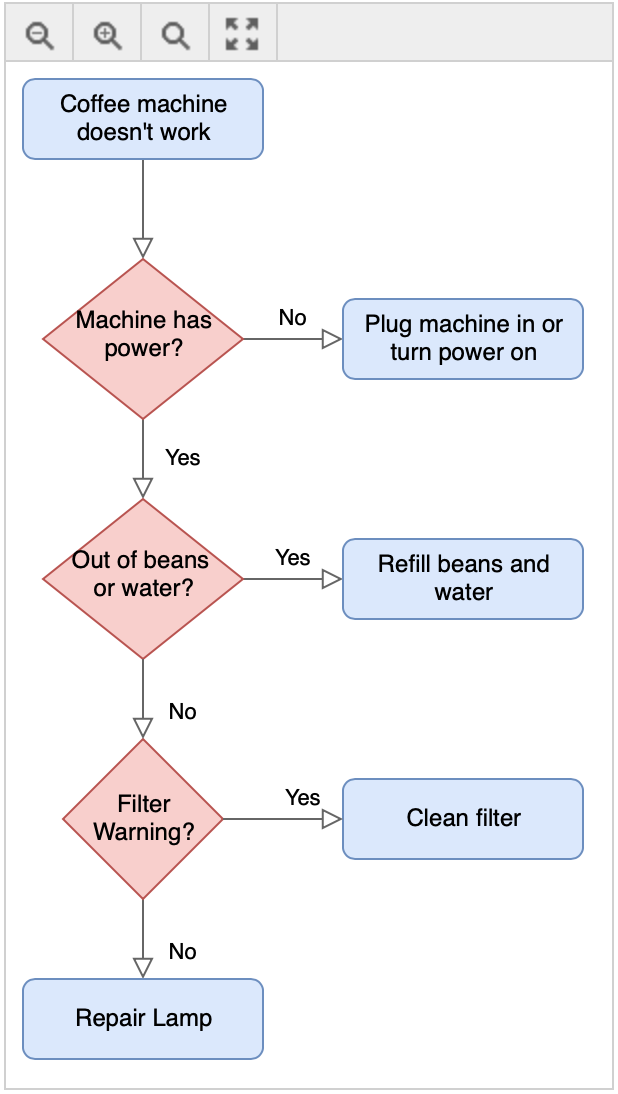 Coffee machine
doesn't work
Machine has
power?
No
Plug machine in or
turn power on
Yes
Out of beans
or water?
Yes
Refill beans and
water
No
Filter
Warning?
Yes
Clean filter
No
Repair Lamp